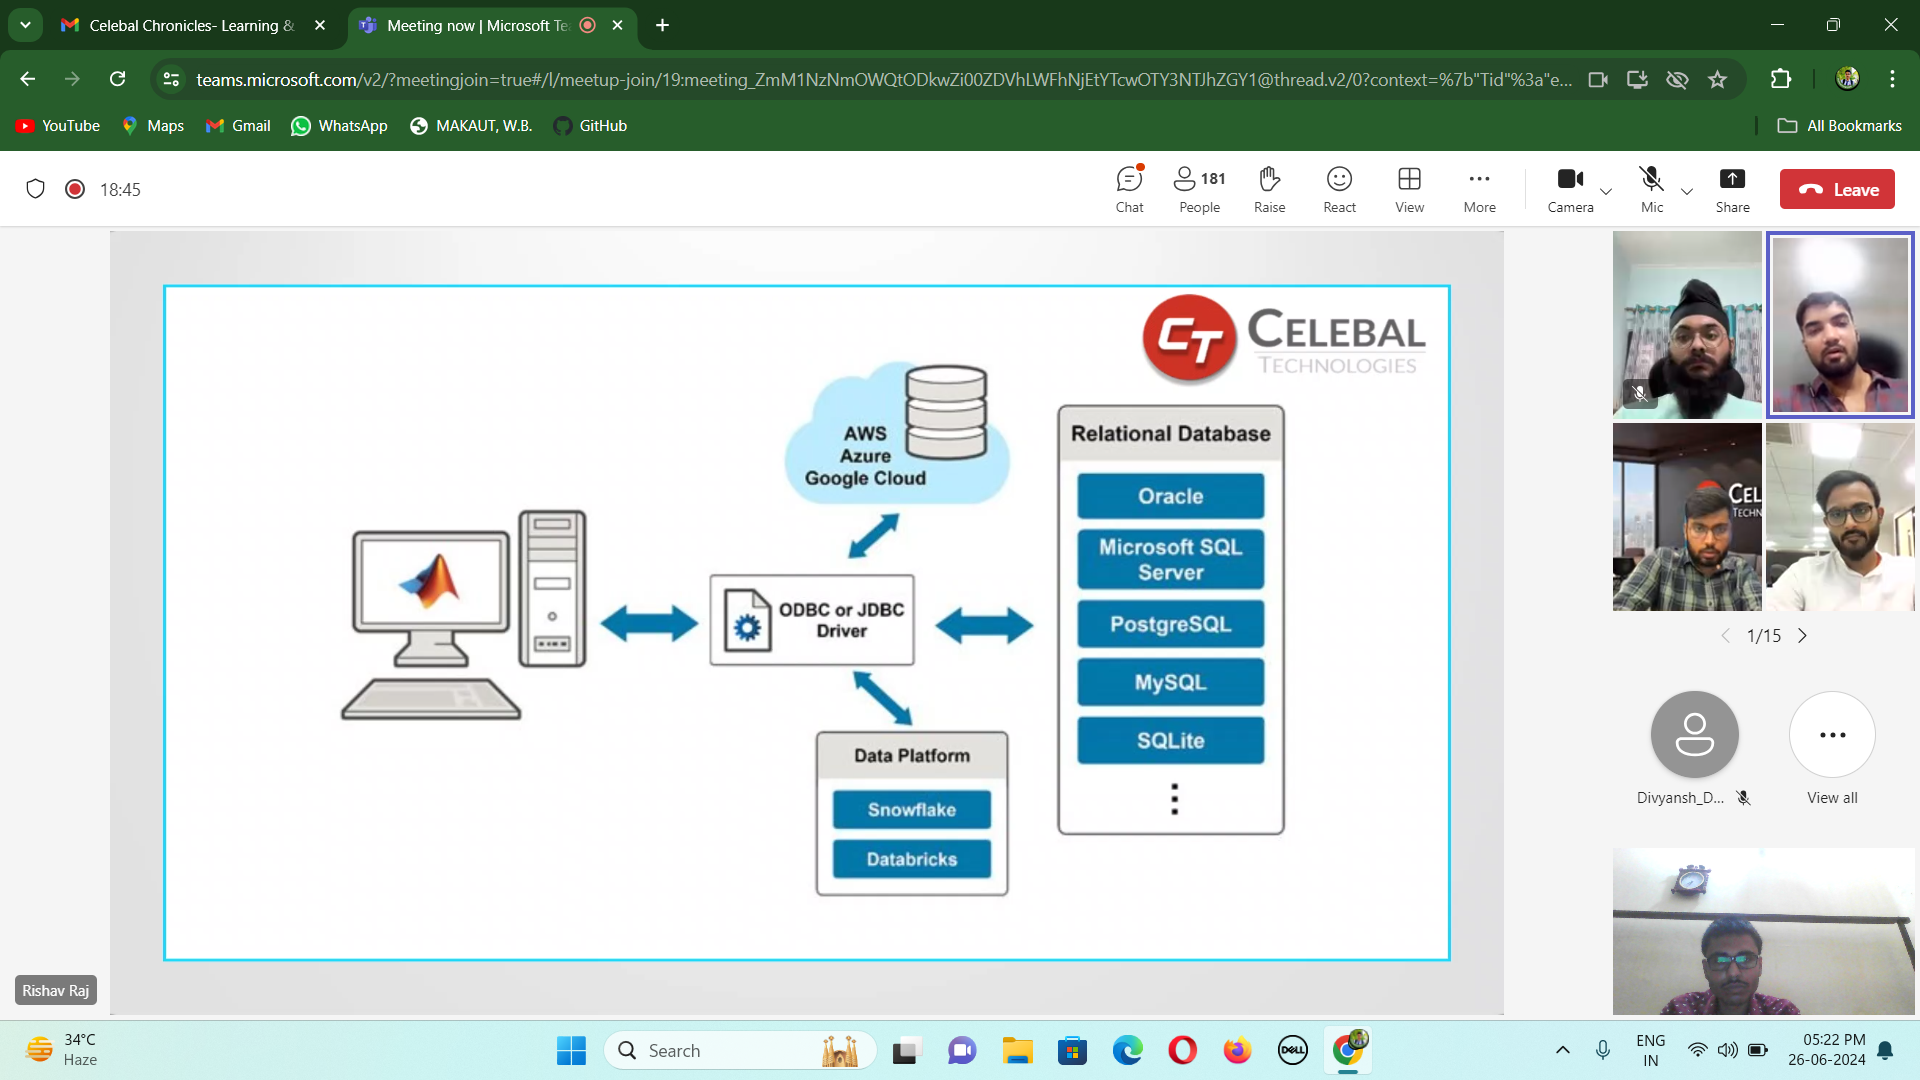 Celebal Chronicles- Learning &
Meeting now | Microsoft Te
teams.microsoft.com/v2/?meetingjoin=true#/l/meetup-join/19:meeting_ZmM1NzNmOWQtODkwZi00ZDVhLWFhNjEtYTcwOTY3NTJhZGY1@thread.v2/0?context=%7b"Tid"%3a"e...
YouTube
Maps
Gmail
WhatsApp
MAKAUT, W.B.
GitHub
All Bookmarks
18:45
Chat
181
People
Raise
React
View
More
Camera
Mic
Share
Leave
CT CELEBAL
TECHNOLOGIES
AWS
Azure
Google Cloud
ODBC or JDBC
Driver
Relational Database
Oracle
Microsoft SQL
Server
PostgreSQL
MySQL
SQLite
Data Platform
Snowflake
Databricks
CEL
TECHN
1/15
Divyansh_D...
View all
Rishav Raj
34°C
Haze
Search
DELL
ENG
IN
05:22 PM
26-06-2024